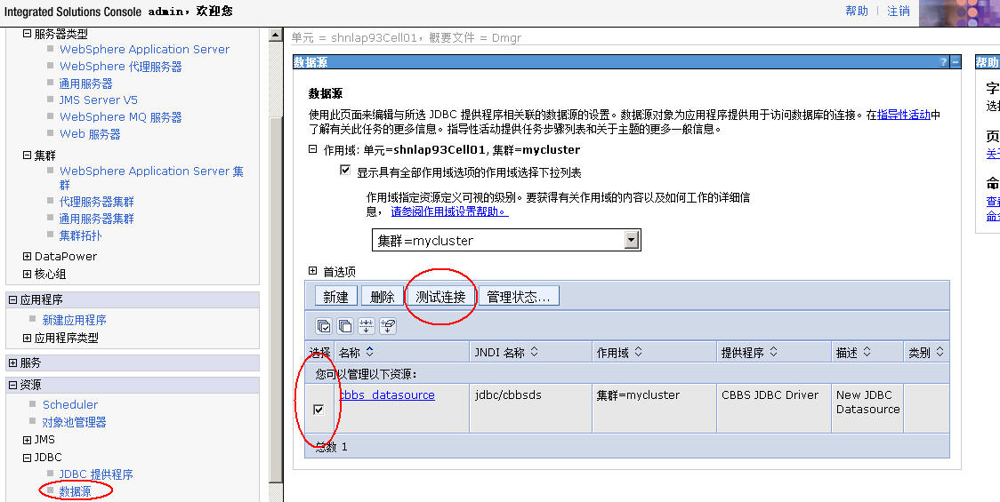 Integrated Solutions Console admin，欢迎您
帮助 | 注销
服务器类型
WebSphere Application Server
WebSphere 代理服务器
通用服务器
JMS Server V5
WebSphere MQ 服务器
Web 服务器
集群
WebSphere Application Server 集
群
代理服务器集群
通用服务器集群
集群拓扑
DataPower
核心组
应用程序
新建应用程序
应用程序类型
服务
资源
Scheduler
对象池管理器
JMS
JDBC
JDBC 提供程序
数据源
单元 = shnlap93Cell01，概要文件 = Dmgr
数据源
?
数据源
使用此页面来编辑与所选 JDBC 提供程序相关联的数据源的设置。数据源对象为应用程序提供用于访问数据库的连接。在指导性活动中
了解有关此任务的更多信息。指导性活动提供任务步骤列表和关于主题的更多一般信息。
作用域: 单元=shnlap93Cell01, 集群=mycluster
显示具有全部作用域选项的作用域选择下拉列表
作用域指定资源定义可视的级别。要获得有关作用域的内容以及如何工作的详细信
息， 请参阅作用域设置帮助。
集群=mycluster
首选项
新建 删除 测试连接 管理状态...
选择 名称 JNDI 名称 作用域 提供程序 描述 类别
您可以管理以下资源:
cbbs_datasource jdbc/cbbsds 集群=mycluster CBBS JDBC Driver New JDBC
Datasource
总数 1
帮助
字
选择
页
关于
命
查看
命令